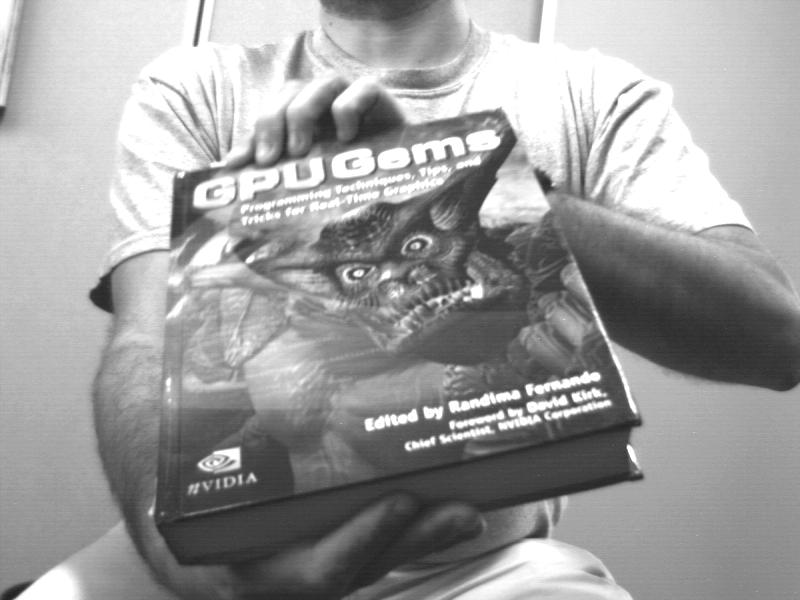 GPU Gems
Programming Techniques, Tips, and
Tricks for Real-Time Graphics
Edited by Randima Fernando
Foreword by David Kirk,
Chief Scientist, NVIDIA Corporation
nVIDIA